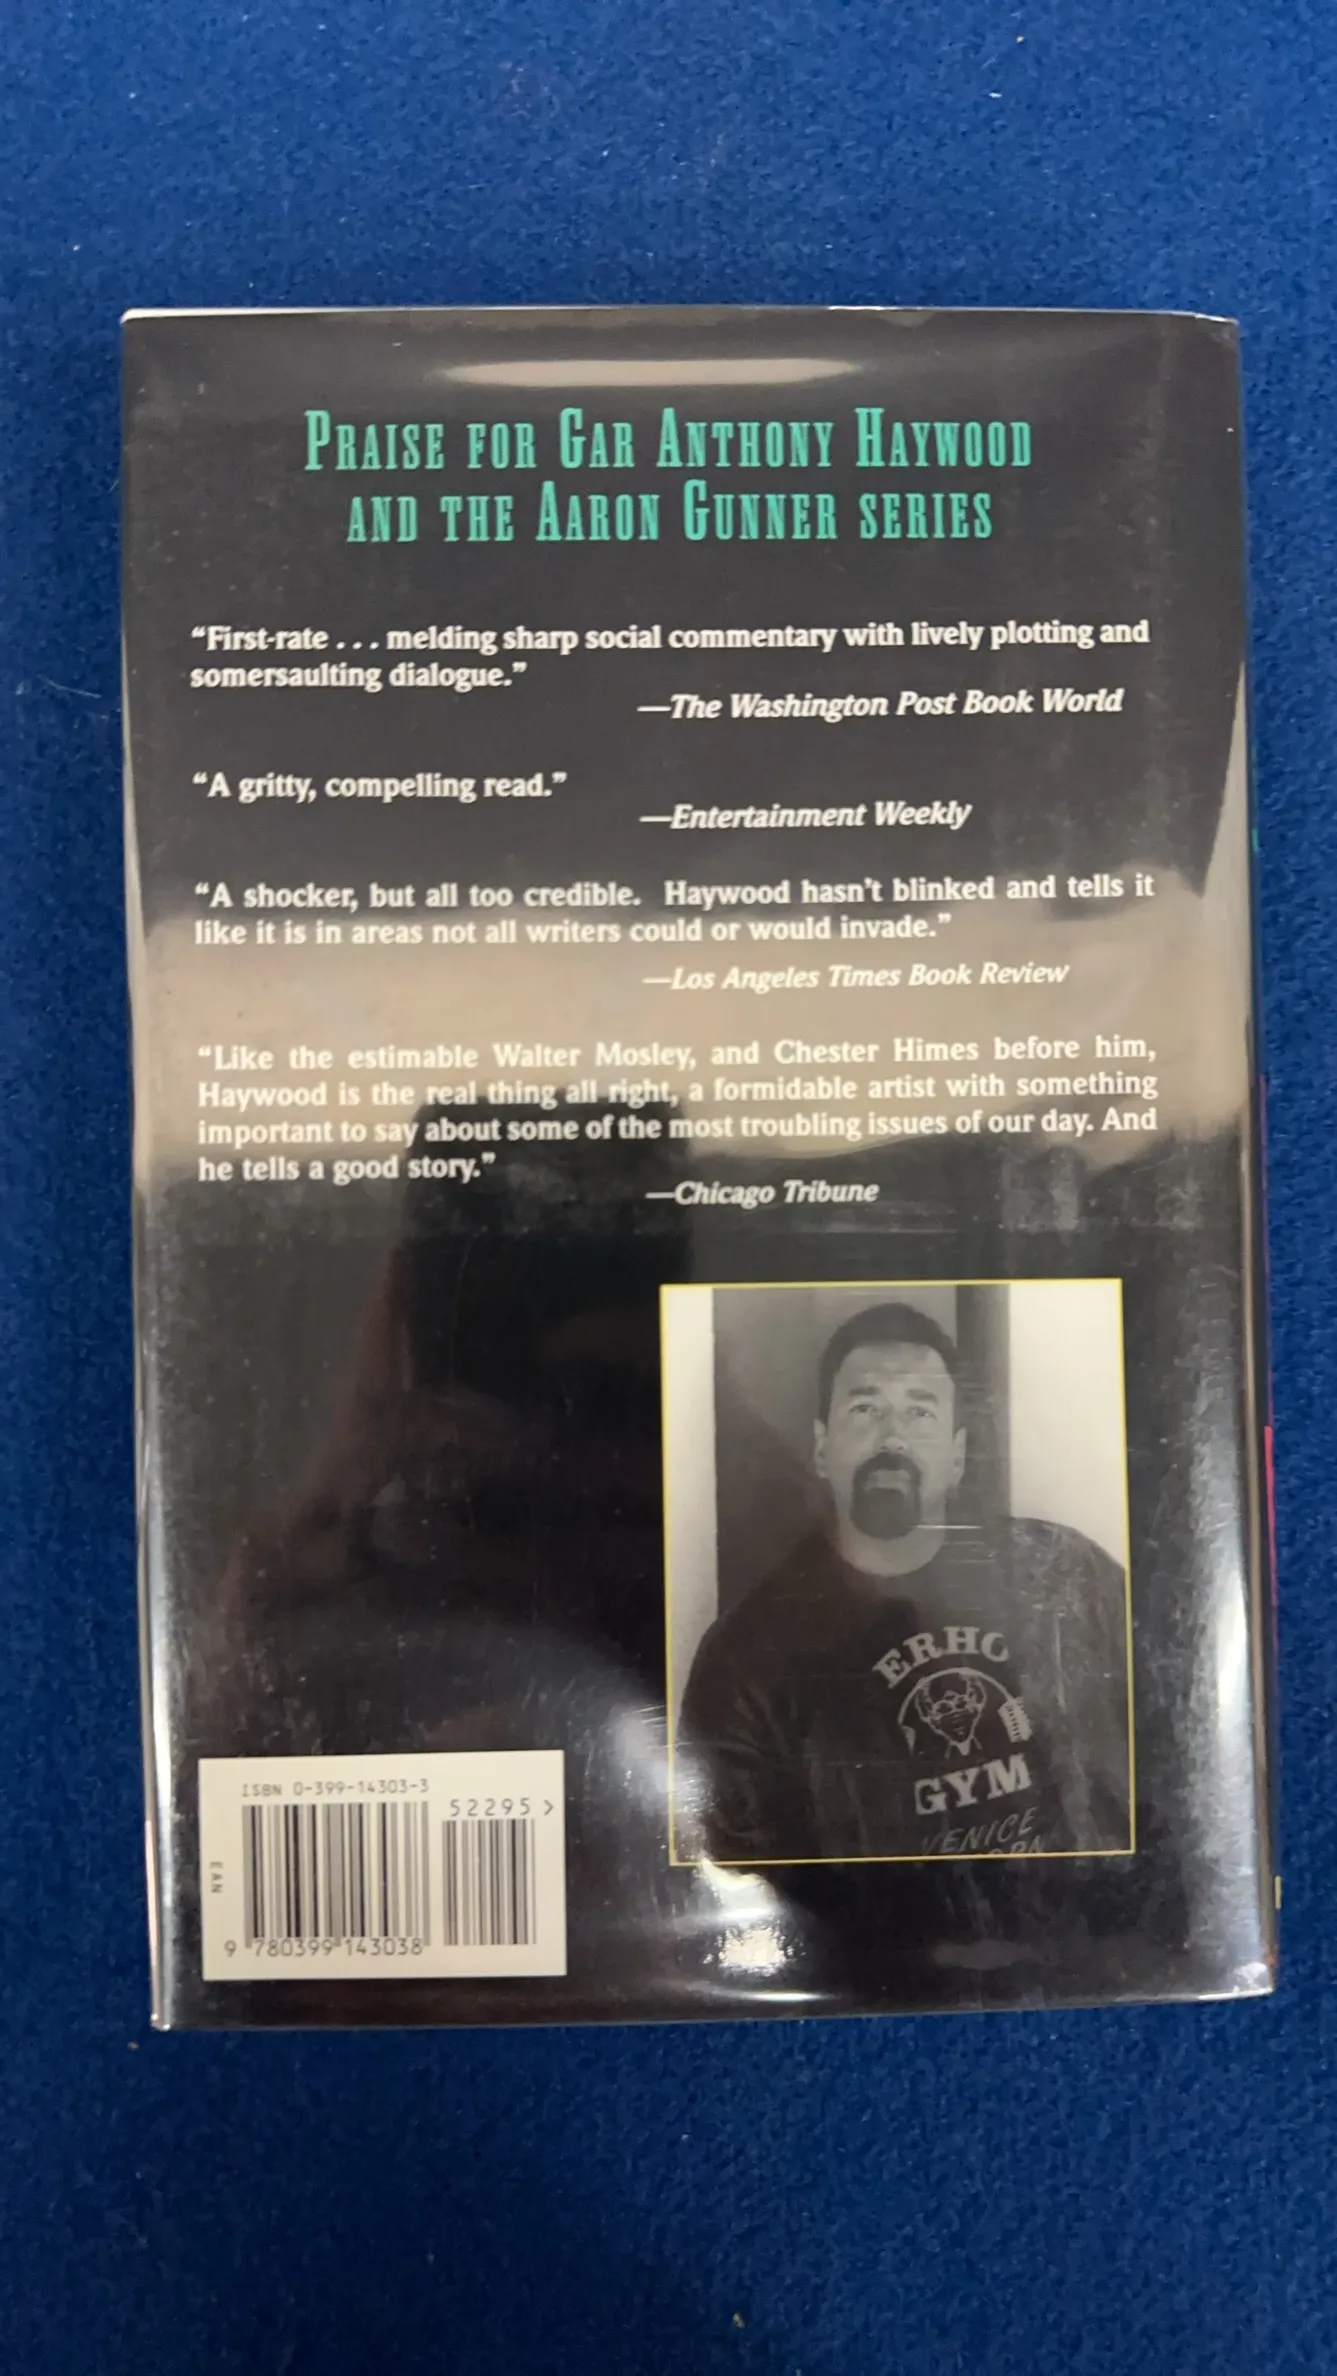 PRAISE FOR GAR ANTHONY HAYWOOD
AND THE AARON GUNNER SERIES
“First-rate . . . melding sharp social commentary with lively plotting and
somersaulting dialogue.”
—The Washington Post Book World
“A gritty, compelling read.”
—Entertainment Weekly
“A shocker, but all too credible. Haywood hasn’t blinked and tells it
like it is in areas not all writers could or would invade.”
—Los Angeles Times Book Review
“Like the estimable Walter Mosley, and Chester Himes before him,
Haywood is the real thing all right, a formidable artist with something
important to say about some of the most troubling issues of our day. And
he tells a good story.”
—Chicago Tribune
ERHO
GYM
VENICE
ISBN 0-399-14303-3
52295 >
EAN
9 780399 143038